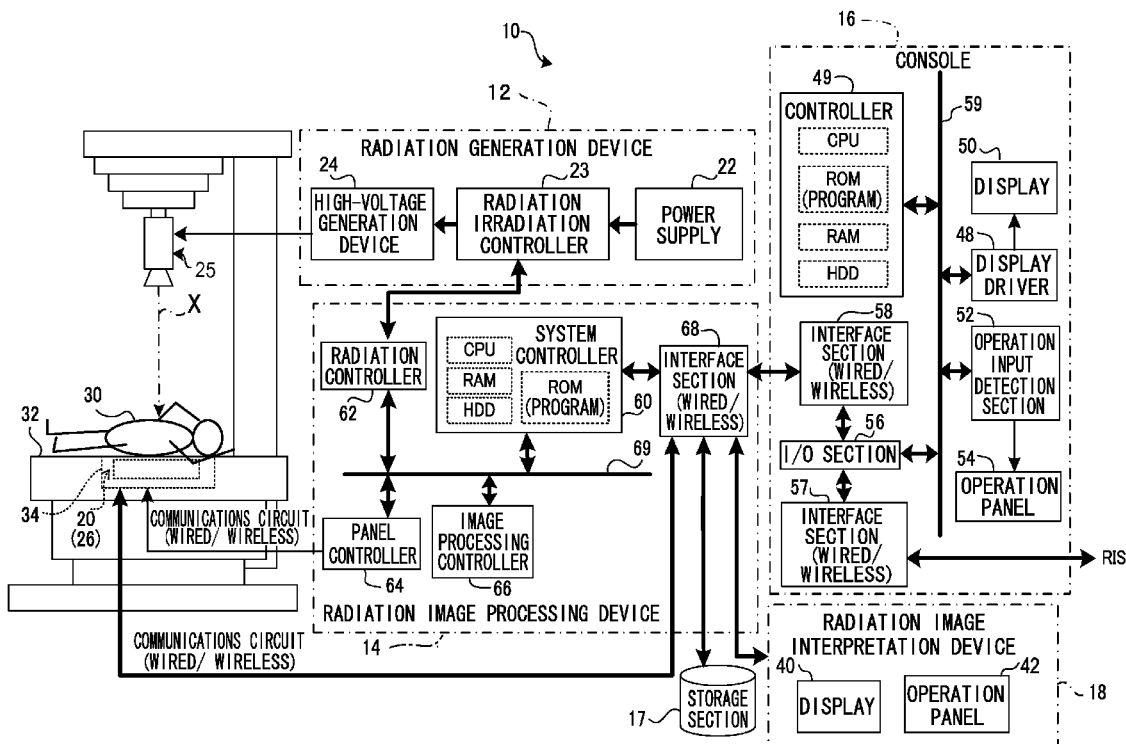 10
16
CONSOLE
12
49
CONTROLLER
CPU
ROM
(PROGRAM)
RAM
HDD
59
50
DISPLAY
48
DISPLAY
DRIVER
RADIATION GENERATION DEVICE
24
HIGH-VOLTAGE
GENERATION
DEVICE
23
RADIATION
IRRADIATION
CONTROLLER
22
POWER
SUPPLY
25
X
58
INTERFACE
SECTION
(WIRED/
WIRELESS)
52
OPERATION
INPUT
DETECTION
SECTION
RADIATION
CONTROLLER
62
SYSTEM
CONTROLLER
CPU
RAM
HDD
ROM
(PROGRAM)
60
68
INTERFACE
SECTION
(WIRED/
WIRELESS)
30
32
56
I/O SECTION
54
OPERATION
PANEL
69
57
INTERFACE
SECTION
(WIRED/
WIRELESS)
RIS
34
20
(26)
COMMUNICATIONS CIRCUIT
(WIRED/ WIRELESS)
PANEL
CONTROLLER
64
IMAGE
PROCESSING
CONTROLLER
66
RADIATION IMAGE PROCESSING DEVICE
14
COMMUNICATIONS CIRCUIT
(WIRED/ WIRELESS)
17
STORAGE
SECTION
RADIATION IMAGE
INTERPRETATION DEVICE
40
DISPLAY
42
OPERATION
PANEL
18